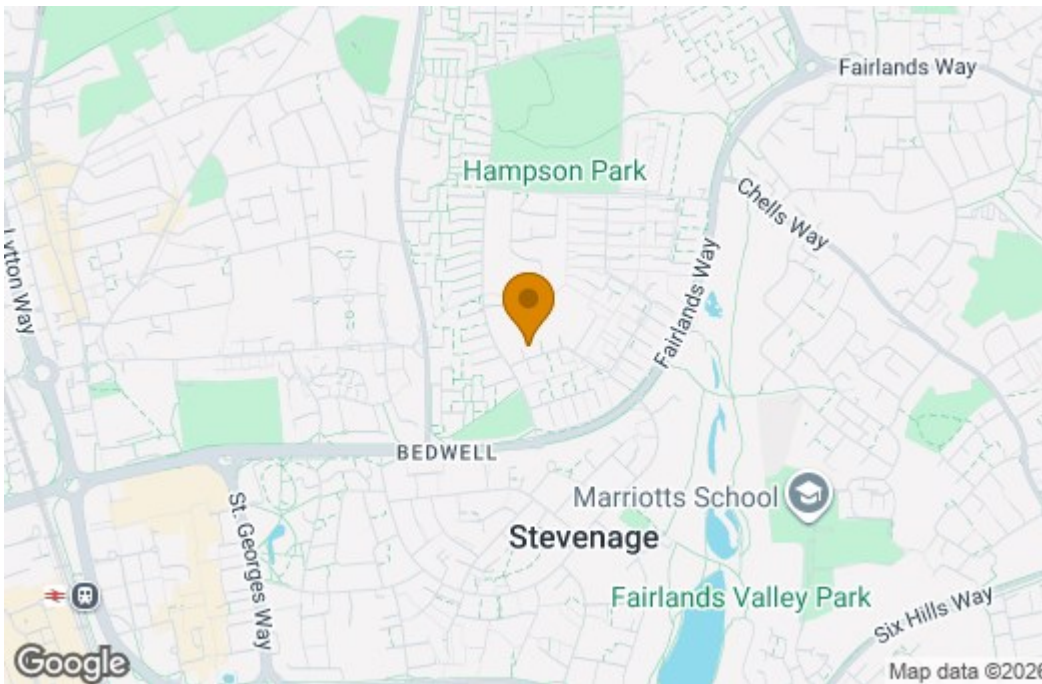 Fairlands Way
Hampson Park
Chells Way
Lytton Way
Fairlands Way
BEDWELL
Marriotts School
St. Georges Way
Stevenage
Fairlands Valley Park
Six Hills Way
Google
Map data ©2026